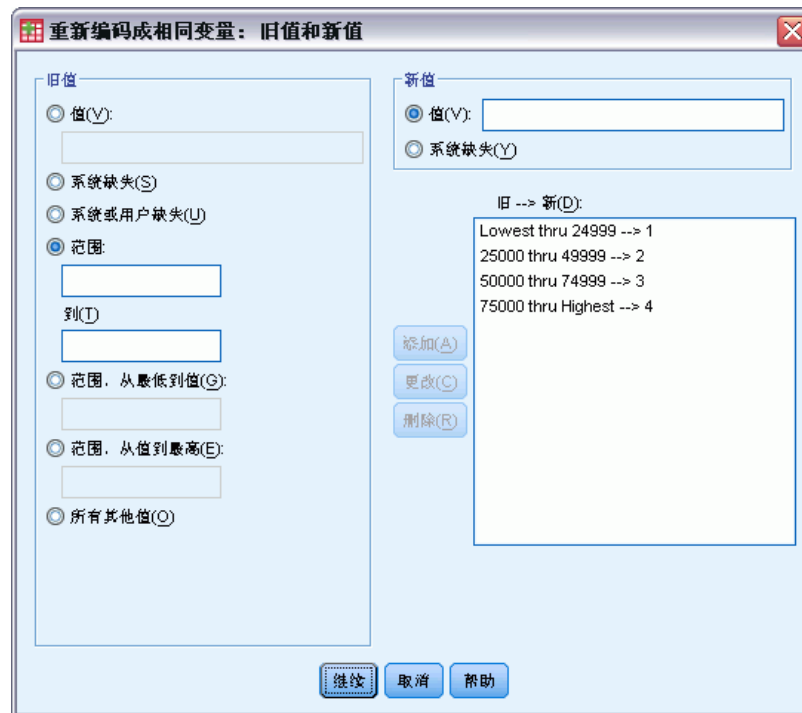 重新编码成相同变量：旧值和新值
旧值
值(V):
系统缺失(S)
系统或用户缺失(U)
范围:
到(T)
范围，从最低到值(G):
范围，从值到最高(E):
所有其他值(O)
新值
值(V):
系统缺失(Y)
旧 --> 新(D):
Lowest thru 24999 --> 1
25000 thru 49999 --> 2
50000 thru 74999 --> 3
75000 thru Highest --> 4
添加(A)
更改(C)
删除(R)
继续
取消
帮助